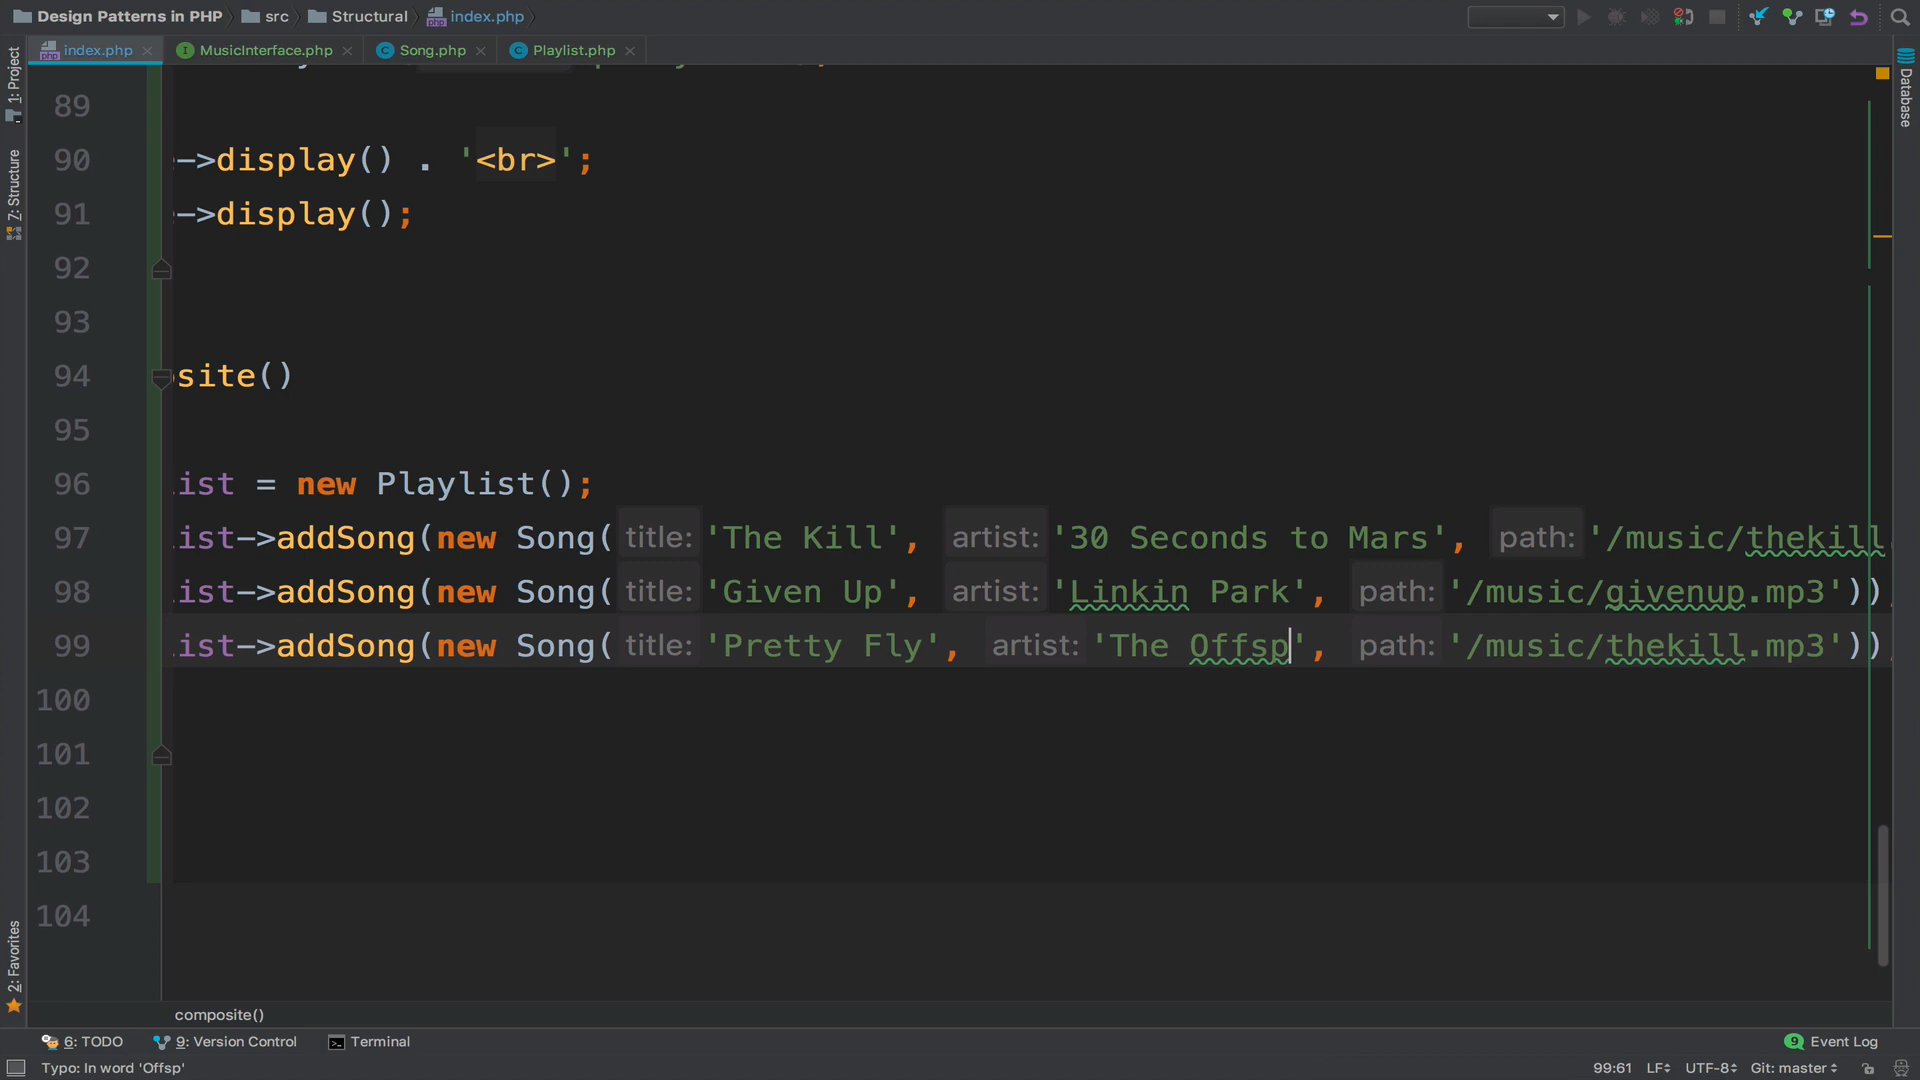 Design Patterns in PHP src Structural index.php
index.php MusicInterface.php Song.php Playlist.php
1: Project
7: Structure
2: Favorites
Database
89
90 ->display() . '<br>';
91 ->display();
92
93
94 site()
95
96 ist = new Playlist();
97 ist->addSong(new Song( title: 'The Kill', artist: '30 Seconds to Mars', path: '/music/thekill
98 ist->addSong(new Song( title: 'Given Up', artist: 'Linkin Park', path: '/music/givenup.mp3'))
99 ist->addSong(new Song( title: 'Pretty Fly', artist: 'The Offsp', path: '/music/thekill.mp3'))
100
101
102
103
104
composite()
6: TODO 9: Version Control Terminal 9 Event Log
Typo: In word 'Offsp' 99:61 LF UTF-8 Git: master